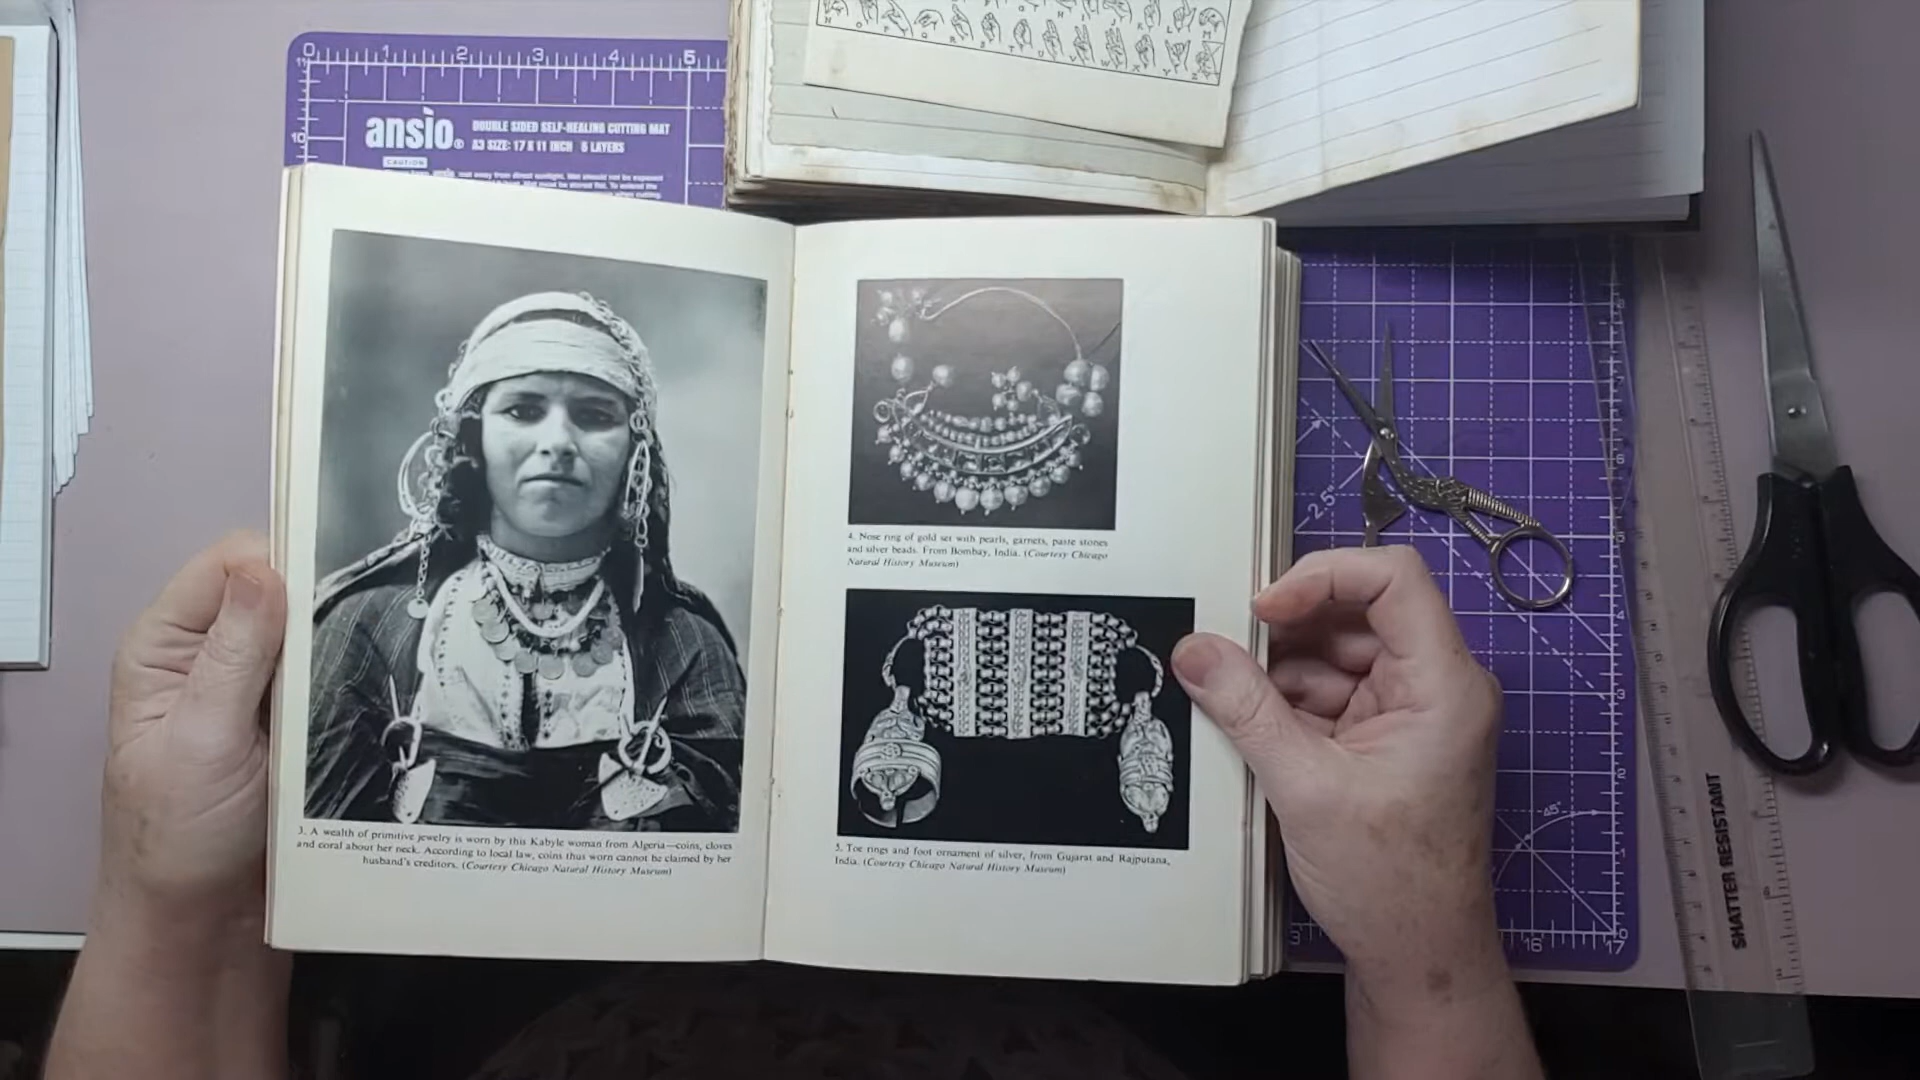 ansio® DOUBLE SIDED SELF-HEALING CUTTING MAT
A3 SIZE: 17 X 11 INCH 5 LAYERS
CAUTION
3. A wealth of primitive jewelry is worn by this Kabyle woman from Algeria—coins, cloves
and coral about her neck. According to local law, coins thus worn cannot be claimed by her
husband's creditors. (Courtesy Chicago Natural History Museum)
4. Nose ring of gold set with pearls, garnets, paste stones
and silver beads. From Bombay, India. (Courtesy Chicago
Natural History Museum)
5. Toe rings and foot ornament of silver, from Gujarat and Rajputana,
India. (Courtesy Chicago Natural History Museum)
2.5"
45°
16 17
SHATTER RESISTANT